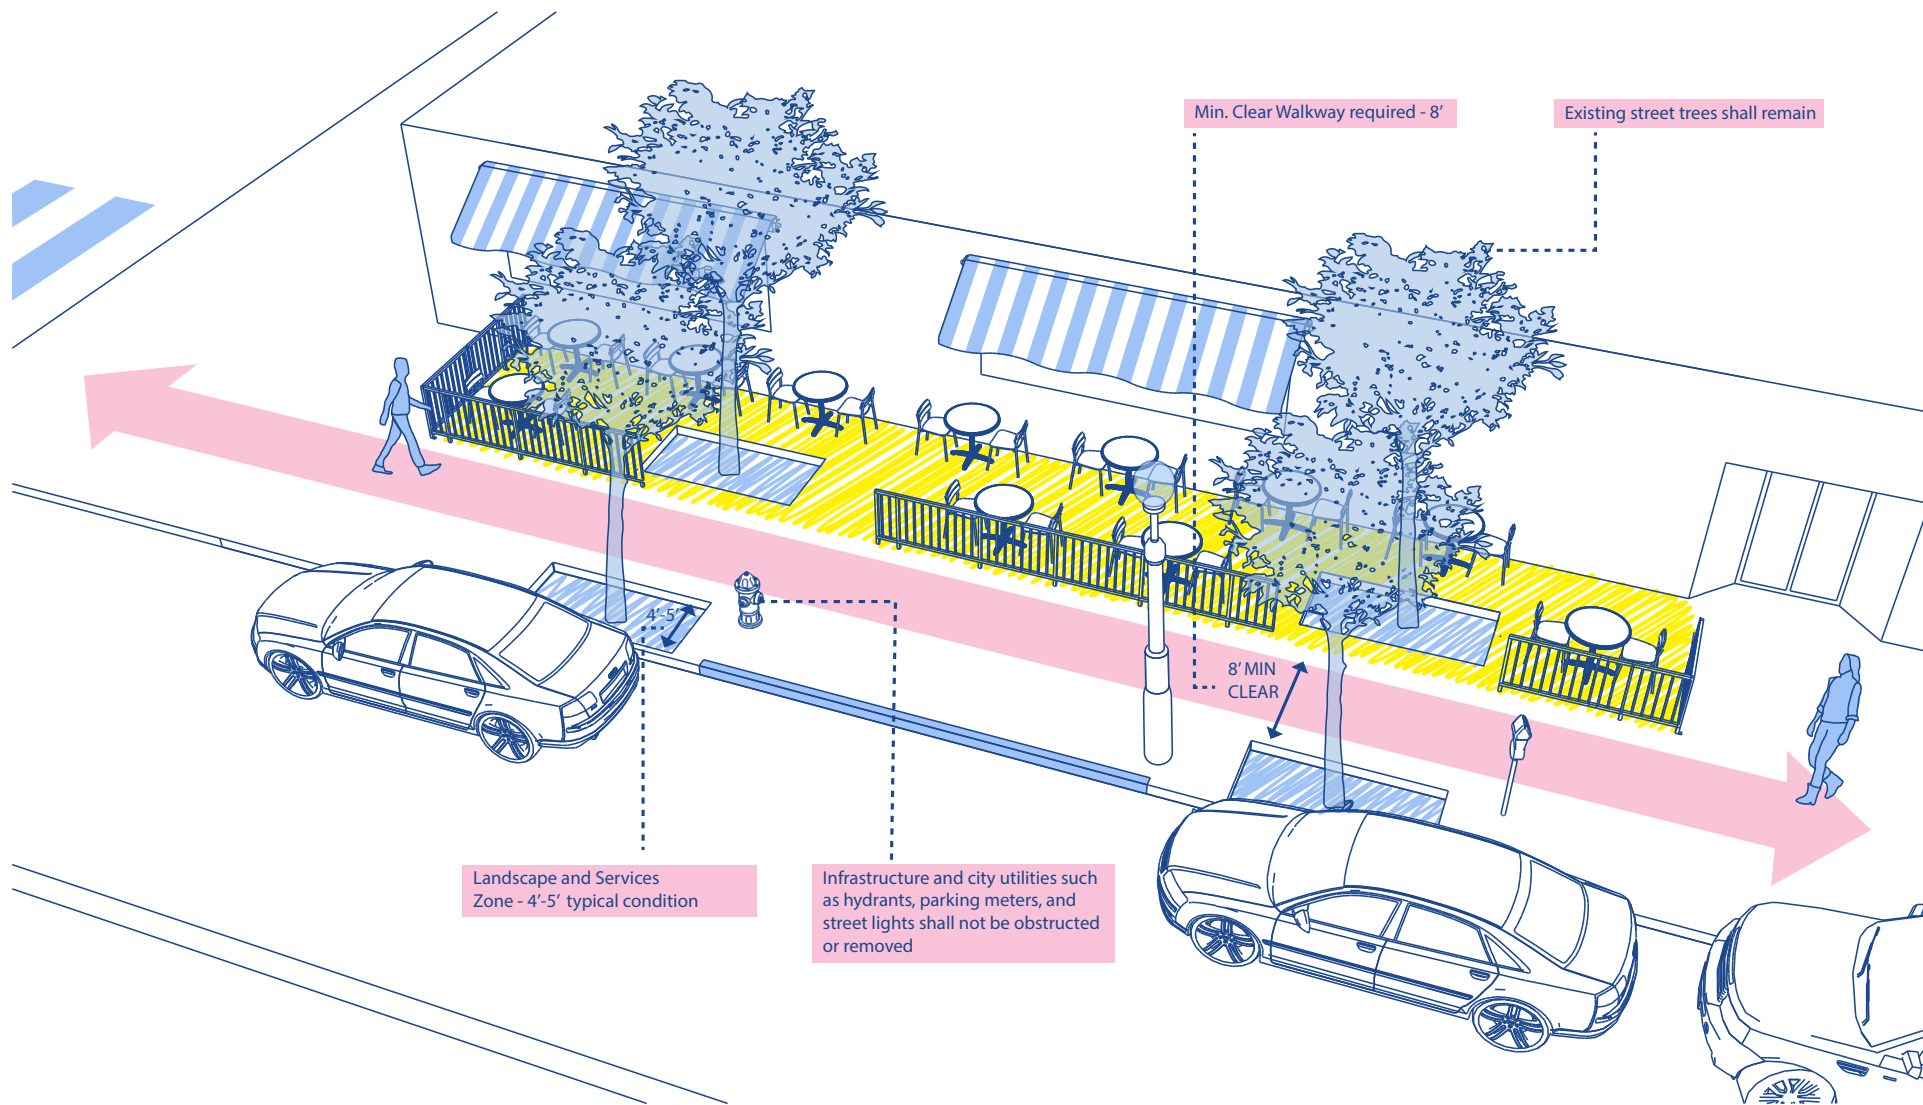 Min. Clear Walkway required - 8’
Existing street trees shall remain
4’-5’
8’ MIN
CLEAR
Landscape and Services
Zone - 4’-5’ typical condition
Infrastructure and city utilities such
as hydrants, parking meters, and
street lights shall not be obstructed
or removed